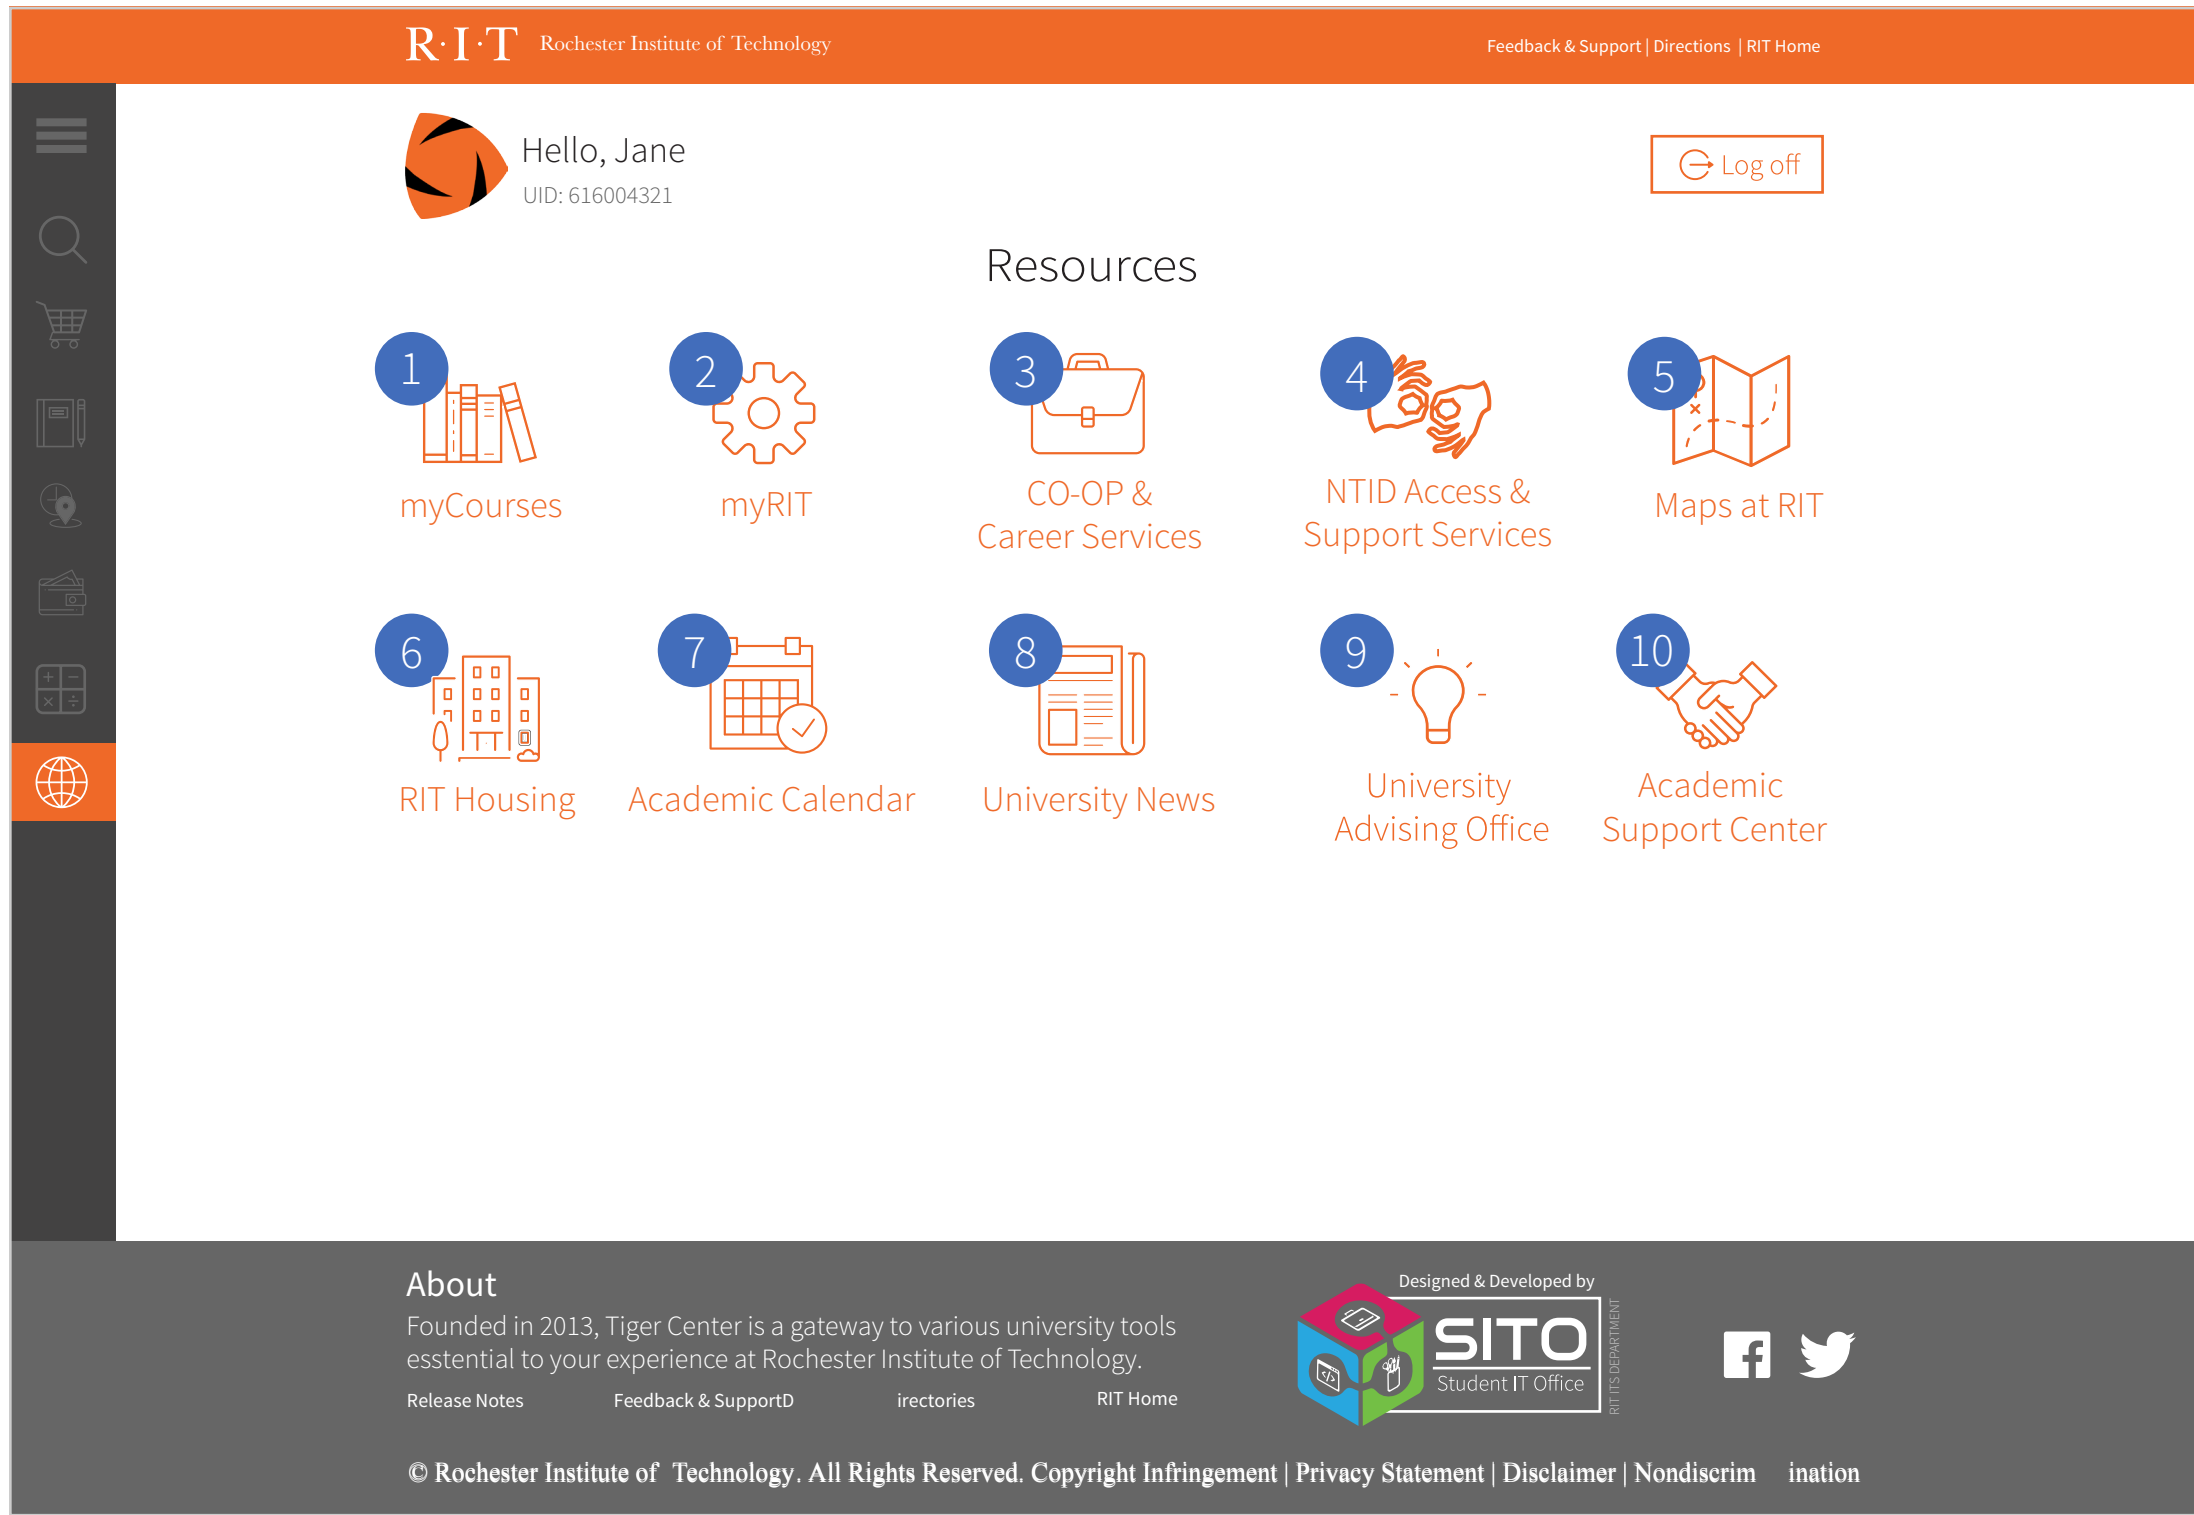 R·I·T Rochester Institute of Technology
Feedback & Support | Directions | RIT Home
Hello, Jane
UID: 616004321
Log off
Resources
1
2
3
4
5
myCourses
myRIT
CO-OP &
Career Services
NTID Access &
Support Services
Maps at RIT
6
7
8
9
10
RIT Housing
Academic Calendar
University News
University
Advising Office
Academic
Support Center
About
Founded in 2013, Tiger Center is a gateway to various university tools
esstential to your experience at Rochester Institute of Technology.
Release Notes
Feedback & SupportD
irectories
RIT Home
Designed & Developed by
SITO
Student IT Office
RIT ITS DEPARTMENT
© Rochester Institute of Technology. All Rights Reserved. Copyright Infringement | Privacy Statement | Disclaimer | Nondiscrim ination